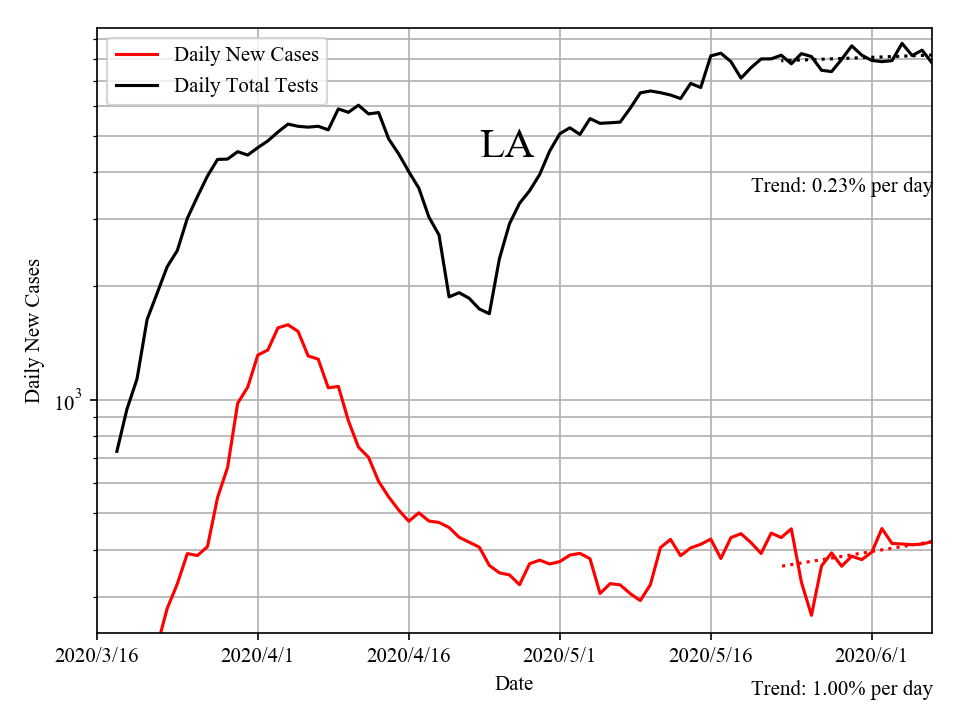 Daily New Cases
Daily Total Tests
LA
Trend: 0.23% per day
Daily New Cases
10^3
2020/3/16 2020/4/1 2020/4/16 2020/5/1 2020/5/16 2020/6/1
Date
Trend: 1.00% per day